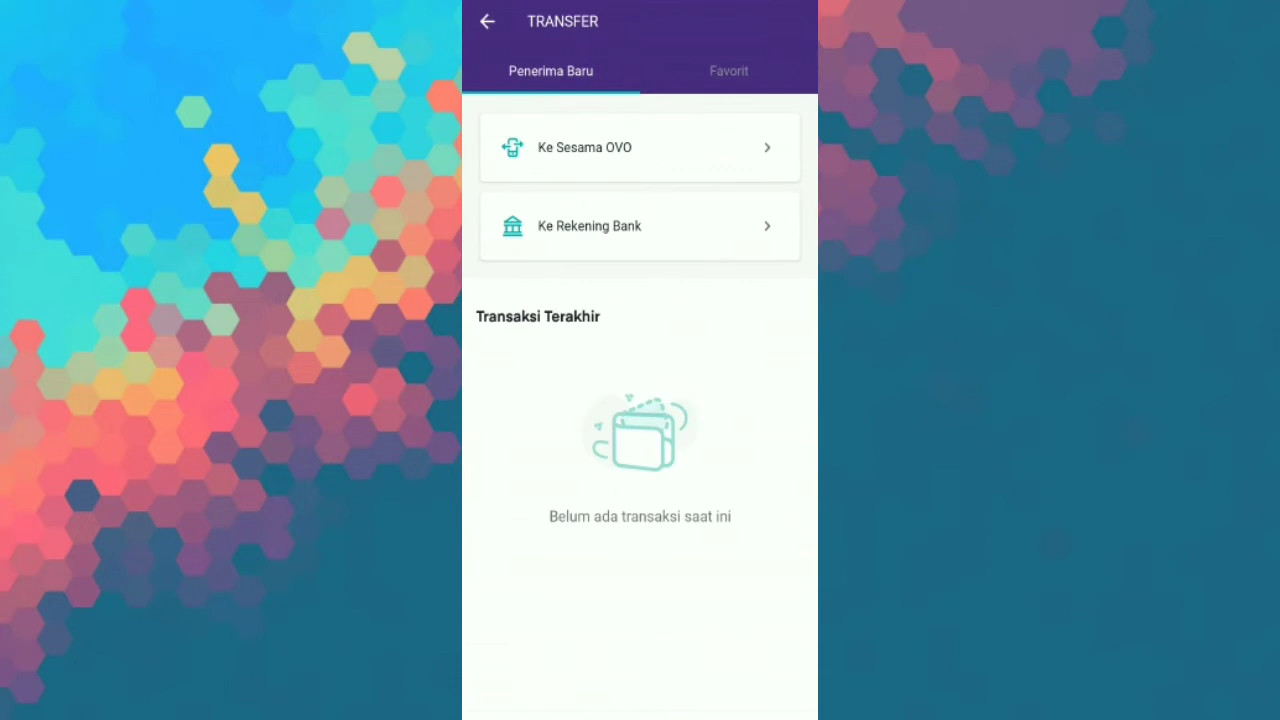 TRANSFER
Penerima Baru
Favorit
Ke Sesama OVO
Ke Rekening Bank
Transaksi Terakhir
Belum ada transaksi saat ini